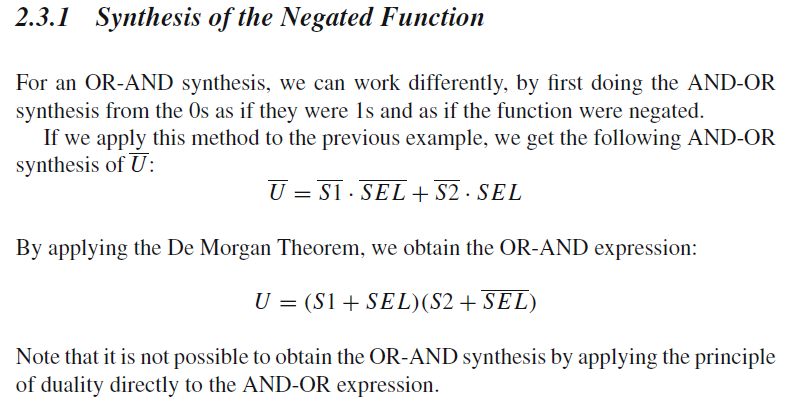 2.3.1 Synthesis of the Negated Function
For an OR-AND synthesis, we can work differently, by first doing the AND-OR
synthesis from the 0s as if they were 1s and as if the function were negated.
If we apply this method to the previous example, we get the following AND-OR
synthesis of U̅:
U̅ = S̅1̅ · S̅E̅L̅ + S̅2̅ · SEL
By applying the De Morgan Theorem, we obtain the OR-AND expression:
U = (S1 + SEL)(S2 + S̅E̅L̅)
Note that it is not possible to obtain the OR-AND synthesis by applying the principle
of duality directly to the AND-OR expression.